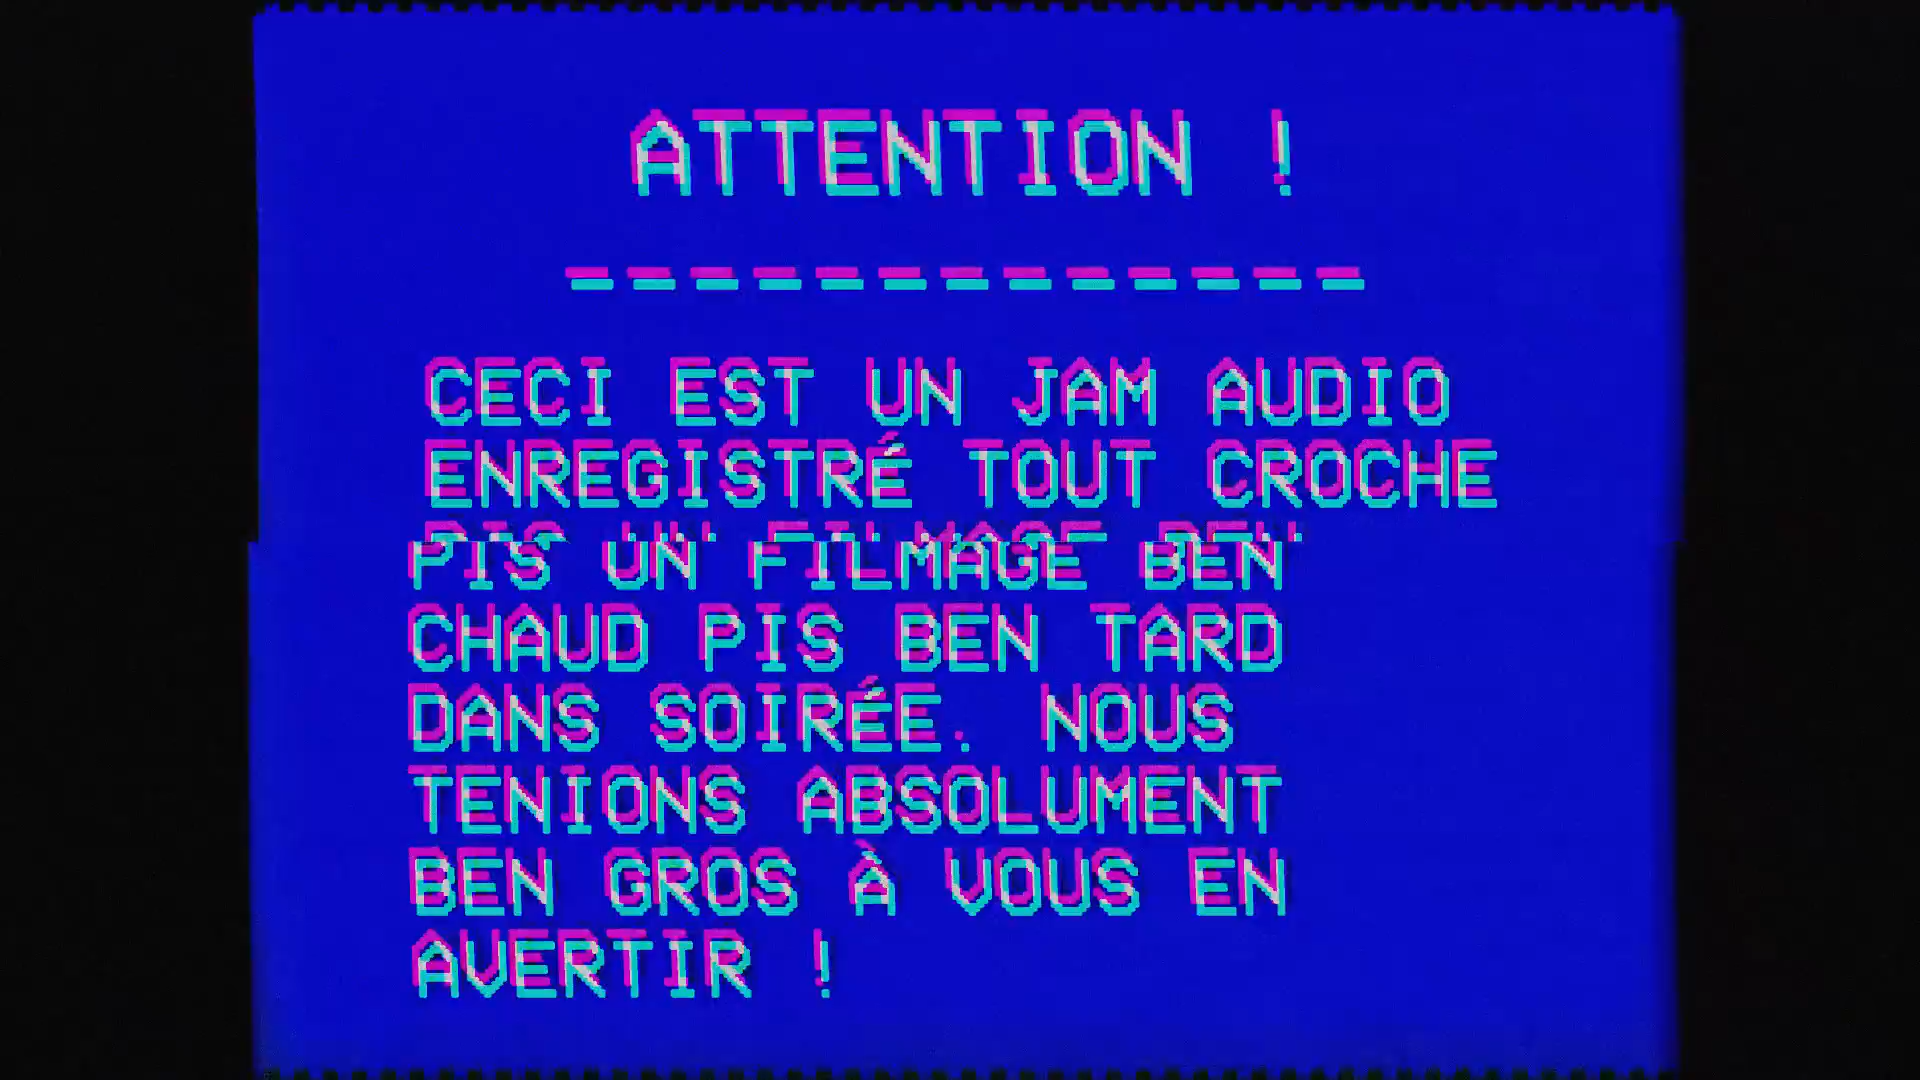 ATTENTION !
--------------
CECI EST UN JAM AUDIO
ENREGISTRÉ TOUT CROCHE
PIS UN FILMAGE BEN
CHAUD PIS BEN TARD
DANS SOIRÉE. NOUS
TENIONS ABSOLUMENT
BEN GROS À VOUS EN
AVERTIR !